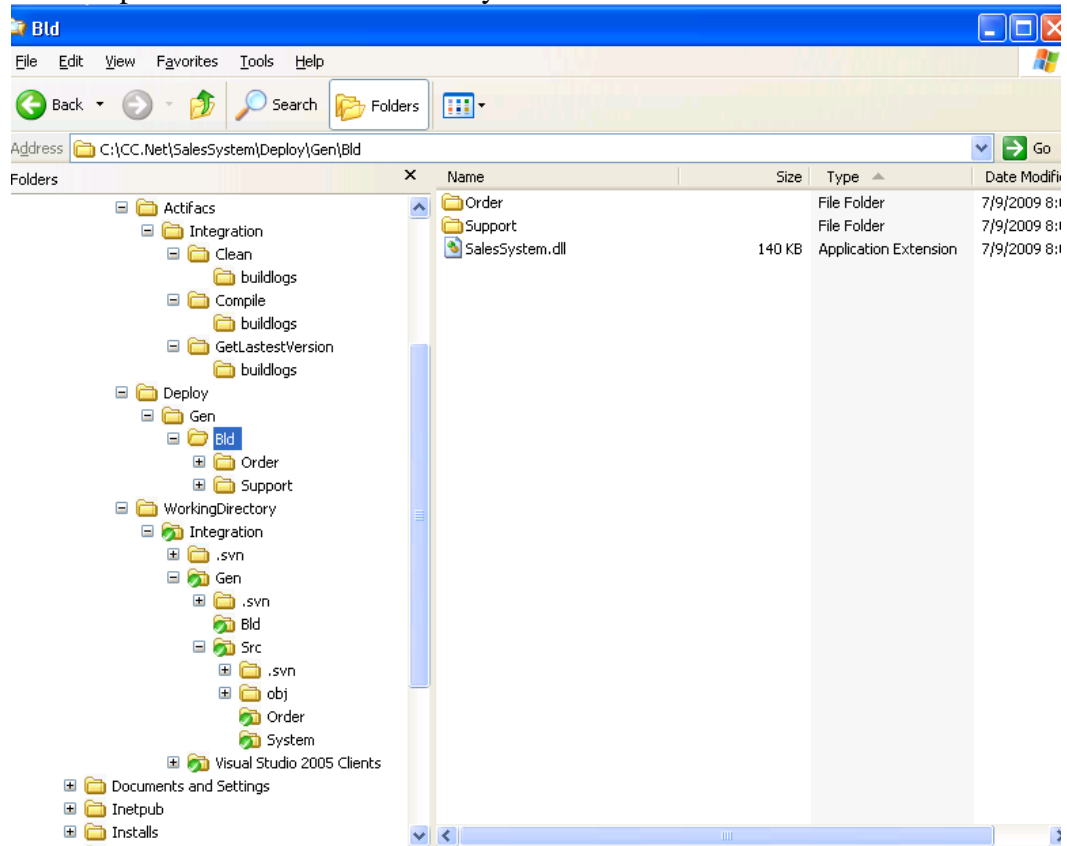 Bld
File Edit View Favorites Tools Help
Back Search Folders
Address C:\CC.Net\SalesSystem\Deploy\Gen\Bld Go
Folders
Name Size Type Date Modifi
Actifacs
Integration
Clean
buildlogs
Compile
buildlogs
GetLastestVersion
buildlogs
Deploy
Gen
Bld
Order
Support
WorkingDirectory
Integration
.svn
Gen
.svn
Bld
Src
.svn
obj
Order
System
Visual Studio 2005 Clients
Documents and Settings
Inetpub
Installs
Order File Folder 7/9/2009 8:
Support File Folder 7/9/2009 8:
SalesSystem.dll 140 KB Application Extension 7/9/2009 8: